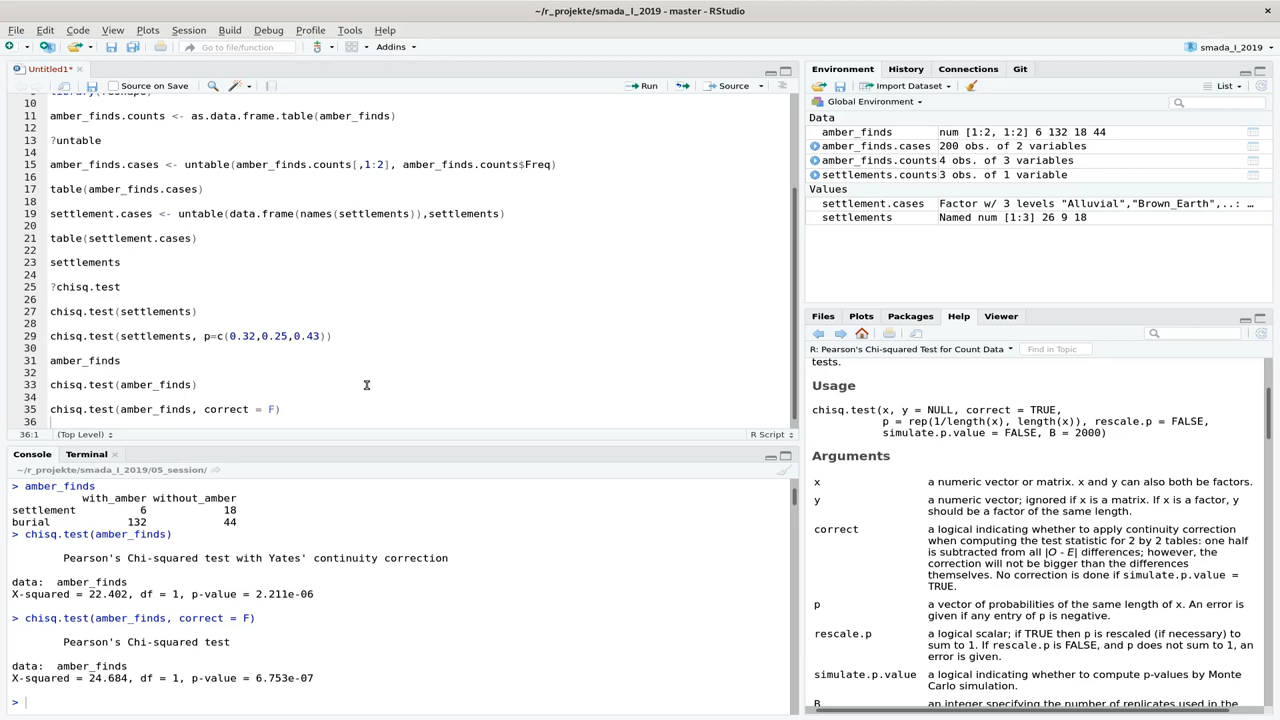 ~/r_projekte/smada_I_2019 - master - RStudio
File Edit Code View Plots Session Build Debug Profile Tools Help
Go to file/function Addins smada_I_2019
Untitled1*
Source on Save Run Source
10
11 amber_finds.counts <- as.data.frame.table(amber_finds)
12
13 ?untable
14
15 amber_finds.cases <- untable(amber_finds.counts[,1:2], amber_finds.counts$Freq)
16
17 table(amber_finds.cases)
18
19 settlement.cases <- untable(data.frame(names(settlements)),settlements)
20
21 table(settlement.cases)
22
23 settlements
24
25 ?chisq.test
26
27 chisq.test(settlements)
28
29 chisq.test(settlements, p=c(0.32,0.25,0.43))
30
31 amber_finds
32
33 chisq.test(amber_finds)
34
35 chisq.test(amber_finds, correct = F)
36
36:1 (Top Level) R Script
Console Terminal
~/r_projekte/smada_I_2019/05_session/
> amber_finds
with_amber without_amber
settlement 6 18
burial 132 44
> chisq.test(amber_finds)
Pearson's Chi-squared test with Yates' continuity correction
data: amber_finds
X-squared = 22.402, df = 1, p-value = 2.211e-06
> chisq.test(amber_finds, correct = F)
Pearson's Chi-squared test
data: amber_finds
X-squared = 24.684, df = 1, p-value = 6.753e-07
>
Environment History Connections Git
Import Dataset List
Global Environment
Data
amber_finds num [1:2, 1:2] 6 132 18 44
amber_finds.cases 200 obs. of 2 variables
amber_finds.counts 4 obs. of 3 variables
settlements.counts 3 obs. of 1 variable
Values
settlement.cases Factor w/ 3 levels "Alluvial","Brown_Earth",..: …
settlements Named num [1:3] 26 9 18
Files Plots Packages Help Viewer
R: Pearson's Chi-squared Test for Count Data Find in Topic
tests.
Usage
chisq.test(x, y = NULL, correct = TRUE,
p = rep(1/length(x), length(x)), rescale.p = FALSE,
simulate.p.value = FALSE, B = 2000)
Arguments
x a numeric vector or matrix. x and y can also both be factors.
y a numeric vector; ignored if x is a matrix. If x is a factor, y
should be a factor of the same length.
correct a logical indicating whether to apply continuity correction
when computing the test statistic for 2 by 2 tables: one half
is subtracted from all |O - E| differences; however, the
correction will not be bigger than the differences
themselves. No correction is done if simulate.p.value =
TRUE.
p a vector of probabilities of the same length of x. An error is
given if any entry of p is negative.
rescale.p a logical scalar; if TRUE then p is rescaled (if necessary) to
sum to 1. If rescale.p is FALSE, and p does not sum to 1, an
error is given.
simulate.p.value a logical indicating whether to compute p-values by Monte
Carlo simulation.
B an integer specifying the number of replicates used in the